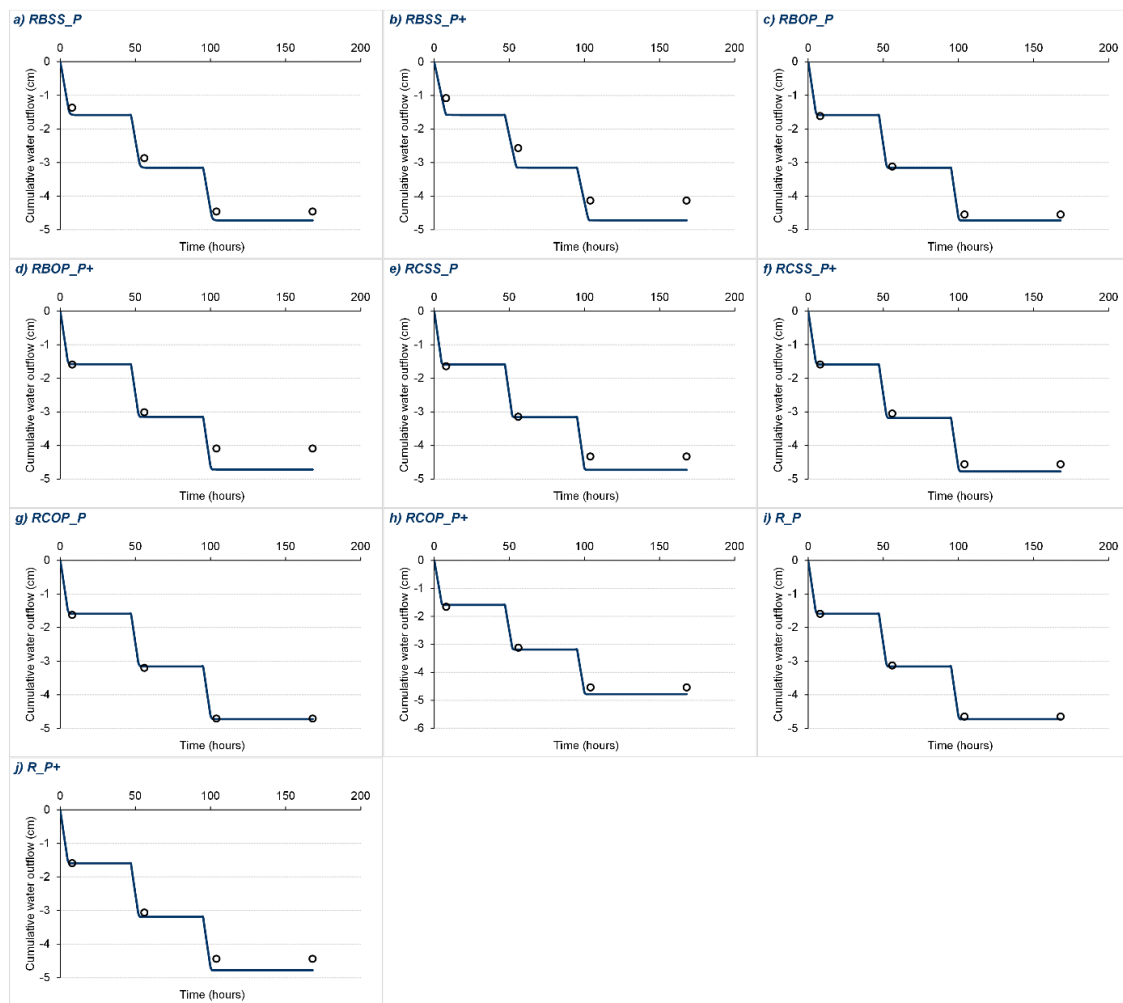 a) RBSS_P
0 50 100 150 200
0
-1
-2
-3
-4
-5
Cumulative water outflow (cm)
Time (hours)
b) RBSS_P+
0 50 100 150 200
0
-1
-2
-3
-4
-5
Cumulative water outflow (cm)
Time (hours)
c) RBOP_P
0 50 100 150 200
0
-1
-2
-3
-4
-5
Cumulative water outflow (cm)
Time (hours)
d) RBOP_P+
0 50 100 150 200
0
-1
-2
-3
-4
-5
Cumulative water outflow (cm)
Time (hours)
e) RCSS_P
0 50 100 150 200
0
-1
-2
-3
-4
-5
Cumulative water outflow (cm)
Time (hours)
f) RCSS_P+
0 50 100 150 200
0
-1
-2
-3
-4
-5
Cumulative water outflow (cm)
Time (hours)
g) RCOP_P
0 50 100 150 200
0
-1
-2
-3
-4
-5
Cumulative water outflow (cm)
Time (hours)
h) RCOP_P+
0 50 100 150 200
0
-1
-2
-3
-4
-5
-6
Cumulative water outflow (cm)
Time (hours)
i) R_P
0 50 100 150 200
0
-1
-2
-3
-4
-5
Cumulative water outflow (cm)
Time (hours)
j) R_P+
0 50 100 150 200
0
-1
-2
-3
-4
-5
Cumulative water outflow (cm)
Time (hours)